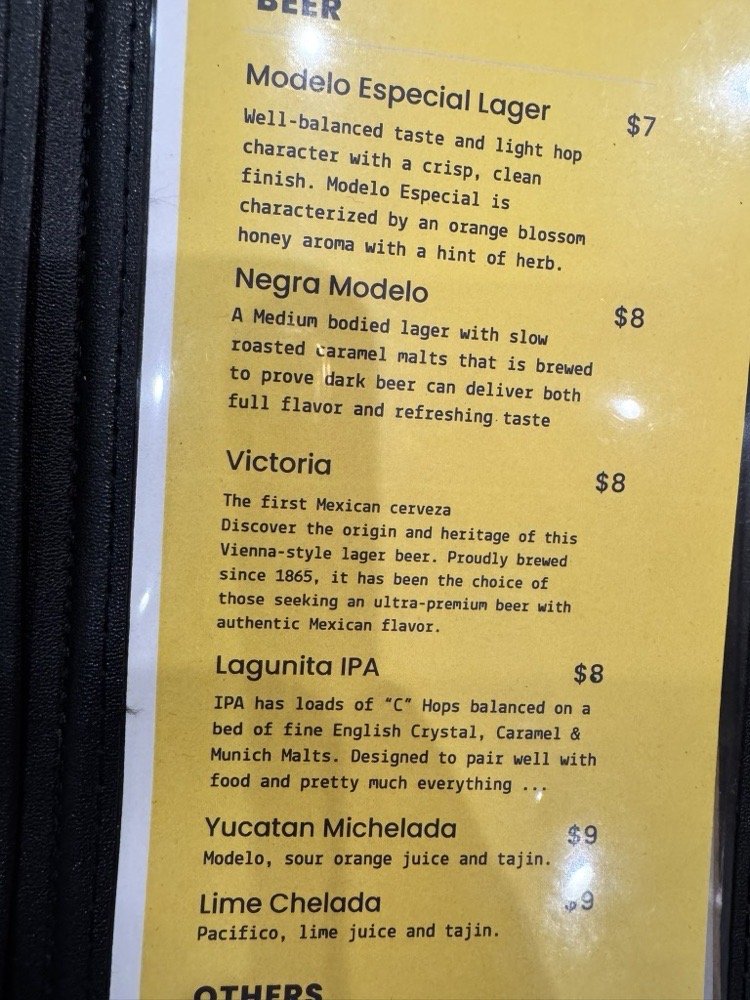 BEER
Modelo Especial Lager $7
Well-balanced taste and light hop
character with a crisp, clean
finish. Modelo Especial is
characterized by an orange blossom
honey aroma with a hint of herb.
Negra Modelo $8
A Medium bodied lager with slow
roasted caramel malts that is brewed
to prove dark beer can deliver both
full flavor and refreshing taste
Victoria $8
The first Mexican cerveza
Discover the origin and heritage of this
Vienna-style lager beer. Proudly brewed
since 1865, it has been the choice of
those seeking an ultra-premium beer with
authentic Mexican flavor.
Lagunita IPA $8
IPA has loads of “C” Hops balanced on a
bed of fine English Crystal, Caramel &
Munich Malts. Designed to pair well with
food and pretty much everything ...
Yucatan Michelada $9
Modelo, sour orange juice and tajin.
Lime Chelada $9
Pacifico, lime juice and tajin.
OTHERS